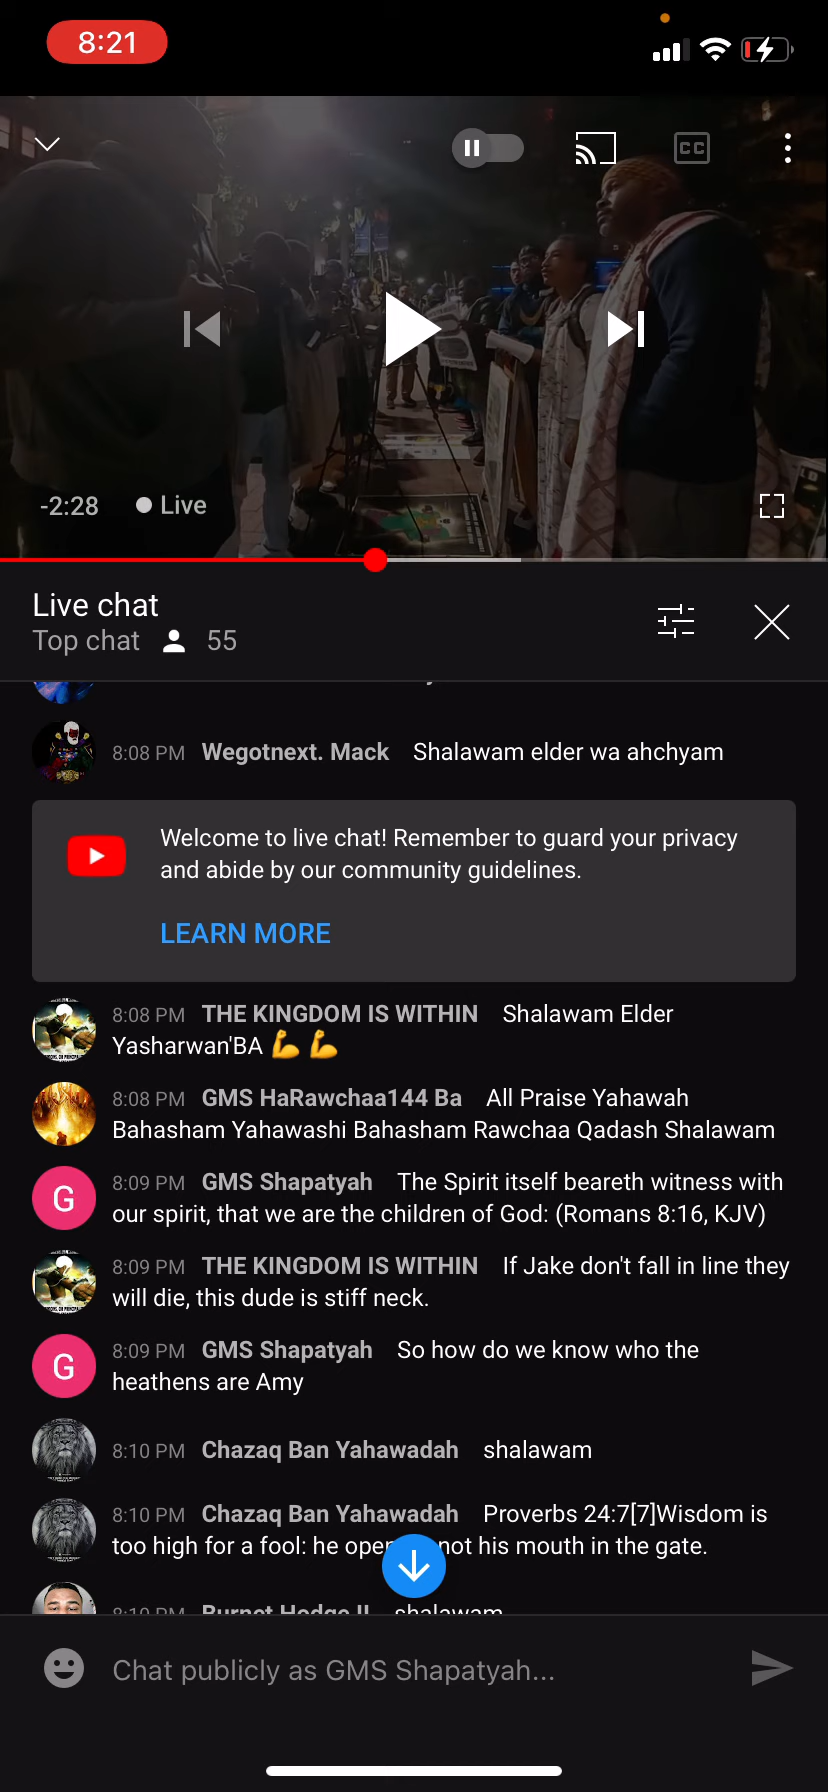 8:21
CC
-2:28 Live
Live chat
Top chat 55
8:08 PM Wegotnext. Mack Shalawam elder wa ahchyam
Welcome to live chat! Remember to guard your privacy
and abide by our community guidelines.
LEARN MORE
8:08 PM THE KINGDOM IS WITHIN Shalawam Elder
Yasharwan'BA 💪 💪
8:08 PM GMS HaRawchaa144 Ba All Praise Yahawah
Bahasham Yahawashi Bahasham Rawchaa Qadash Shalawam
G
8:09 PM GMS Shapatyah The Spirit itself beareth witness with
our spirit, that we are the children of God: (Romans 8:16, KJV)
8:09 PM THE KINGDOM IS WITHIN If Jake don't fall in line they
will die, this dude is stiff neck.
G
8:09 PM GMS Shapatyah So how do we know who the
heathens are Amy
8:10 PM Chazaq Ban Yahawadah shalawam
8:10 PM Chazaq Ban Yahawadah Proverbs 24:7[7]Wisdom is
too high for a fool: he not his mouth in the gate.
8:10 PM Burnet Hodge II shalawam
Chat publicly as GMS Shapatyah...